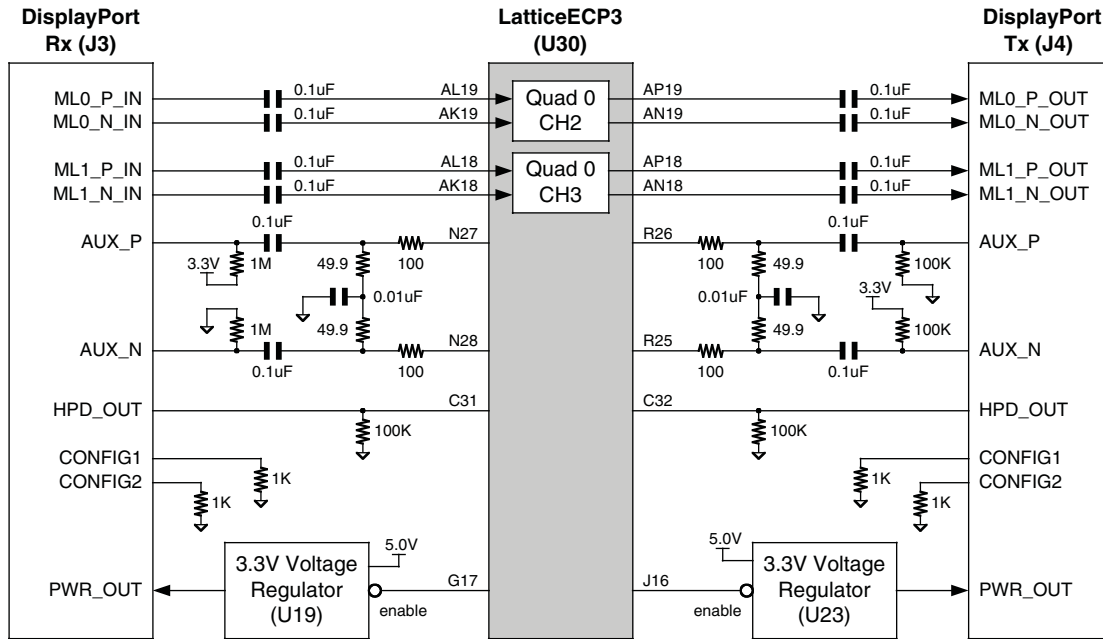 DisplayPort
Rx (J3)
LatticeECP3
(U30)
DisplayPort
Tx (J4)
ML0_P_IN
0.1uF
AL19
Quad 0
CH2
AP19
0.1uF
ML0_P_OUT
ML0_N_IN
0.1uF
AK19
AN19
0.1uF
ML0_N_OUT
ML1_P_IN
0.1uF
AL18
Quad 0
CH3
AP18
0.1uF
ML1_P_OUT
ML1_N_IN
0.1uF
AK18
AN18
0.1uF
ML1_N_OUT
AUX_P
0.1uF
N27
R26
0.1uF
AUX_P
3.3V
1M
49.9
100
100
49.9
100K
0.01uF
0.01uF
3.3V
1M
49.9
49.9
100K
AUX_N
0.1uF
100
N28
R25
100
0.1uF
AUX_N
HPD_OUT
C31
C32
HPD_OUT
100K
100K
CONFIG1
1K
CONFIG1
1K
CONFIG2
1K
CONFIG2
1K
PWR_OUT
3.3V Voltage
Regulator
(U19)
5.0V
enable
G17
J16
enable
5.0V
3.3V Voltage
Regulator
(U23)
PWR_OUT